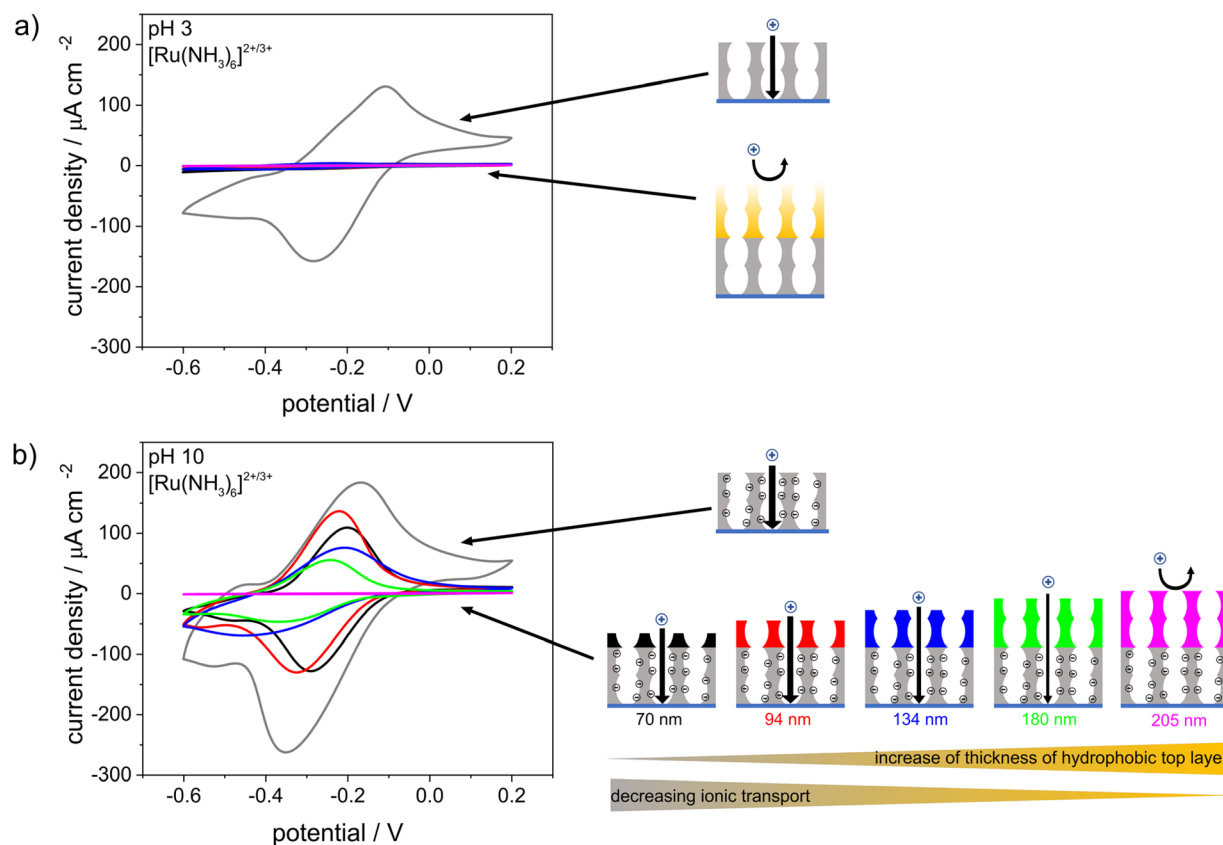 a)
pH 3
[Ru(NH₃)₆]²⁺/³⁺
current density / µA cm⁻²
200
100
0
-100
-200
-300
-0.6
-0.4
-0.2
0.0
0.2
potential / V
+
+
b)
pH 10
[Ru(NH₃)₆]²⁺/³⁺
current density / µA cm⁻²
200
100
0
-100
-200
-300
-0.6
-0.4
-0.2
0.0
0.2
potential / V
+
+
+
+
+
+
70 nm
94 nm
134 nm
180 nm
205 nm
increase of thickness of hydrophobic top laye
decreasing ionic transport